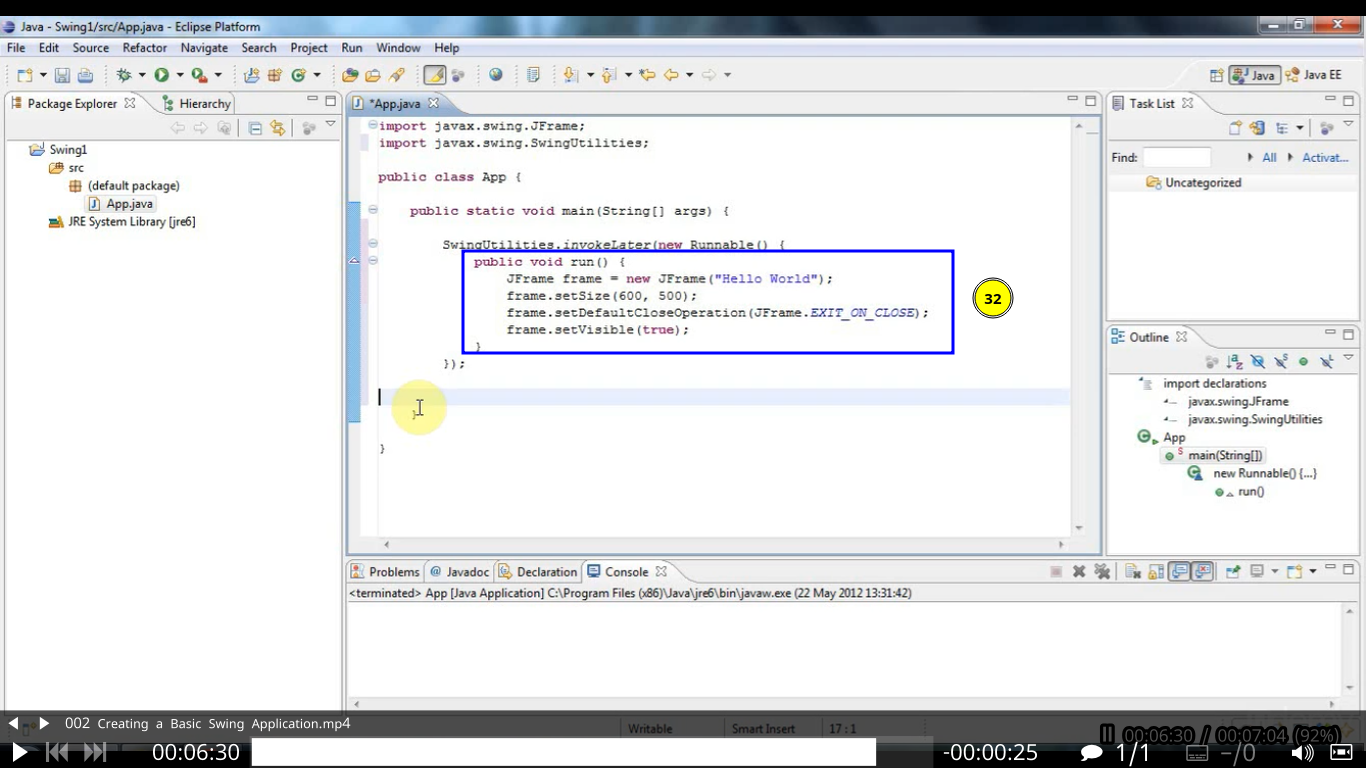 Java - Swing1/src/App.java - Eclipse Platform
File Edit Source Refactor Navigate Search Project Run Window Help
Java Java EE
Package Explorer Hierarchy
Swing1
src
(default package)
App.java
JRE System Library [jre6]
*App.java
import javax.swing.JFrame;
import javax.swing.SwingUtilities;
public class App {
public static void main(String[] args) {
SwingUtilities.invokeLater(new Runnable() {
public void run() {
JFrame frame = new JFrame("Hello World");
frame.setSize(600, 500);
frame.setDefaultCloseOperation(JFrame.EXIT_ON_CLOSE);
frame.setVisible(true);
}
});
}
}
32
Task List
Find: All Activat...
Uncategorized
Outline
import declarations
javax.swing.JFrame
javax.swing.SwingUtilities
App
main(String[])
new Runnable() {...}
run()
Problems @ Javadoc Declaration Console
<terminated> App [Java Application] C:\Program Files (x86)\Java\jre6\bin\javaw.exe (22 May 2012 13:31:42)
002 Creating a Basic Swing Application.mp4
Writable Smart Insert 17 : 1
00:06:30 / 00:07:04 (92%)
00:06:30 -00:00:25 1/1 –/0